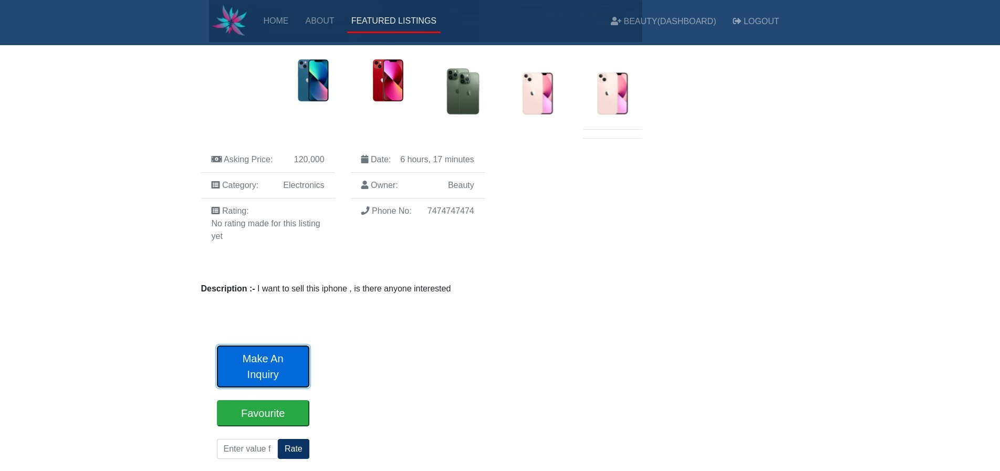 HOME ABOUT FEATURED LISTINGS BEAUTY(DASHBOARD) LOGOUT
Asking Price: 120,000
Category: Electronics
Rating:
No rating made for this listing
yet
Date: 6 hours, 17 minutes
Owner: Beauty
Phone No: 7474747474
Description :- I want to sell this iphone , is there anyone interested
Make An
Inquiry
Favourite
Enter value f Rate